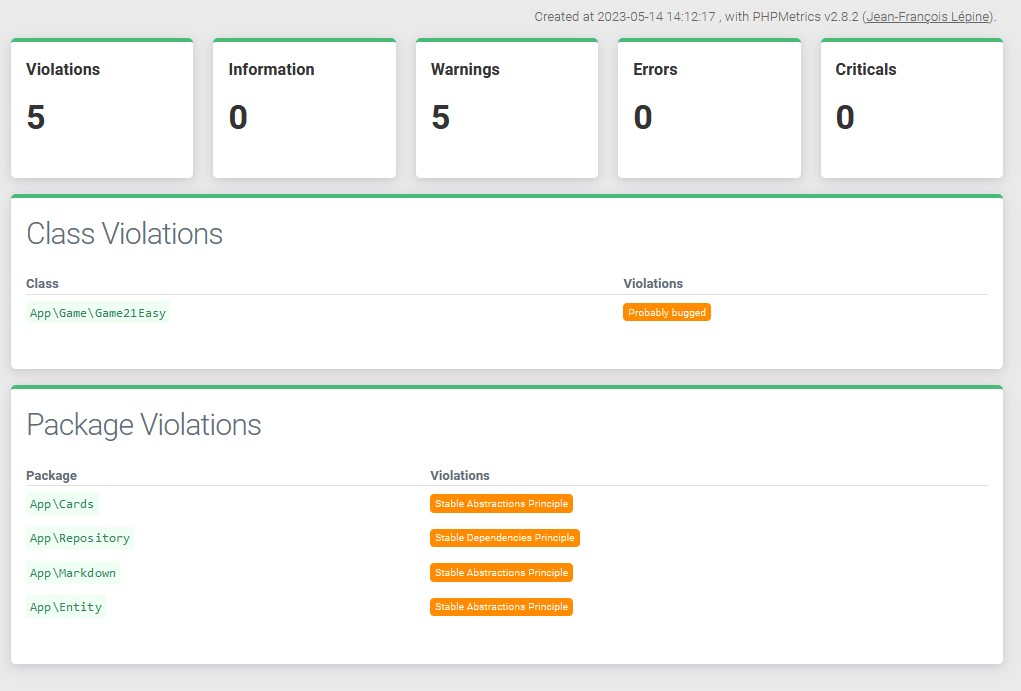 Created at 2023-05-14 14:12:17 , with PHPMetrics v2.8.2 (Jean-François Lépine).
Violations Information Warnings Errors Criticals
5 0 5 0 0
Class Violations
Class Violations
App\Game\Game21Easy Probably bugged
Package Violations
Package Violations
App\Cards Stable Abstractions Principle
App\Repository Stable Dependencies Principle
App\Markdown Stable Abstractions Principle
App\Entity Stable Abstractions Principle